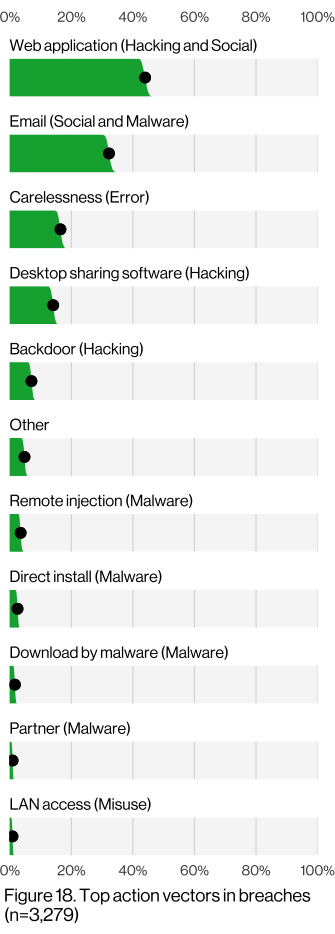 0% 20% 40% 60% 80% 100%
Web application (Hacking and Social)
Email (Social and Malware)
Carelessness (Error)
Desktop sharing software (Hacking)
Backdoor (Hacking)
Other
Remote injection (Malware)
Direct install (Malware)
Download by malware (Malware)
Partner (Malware)
LAN access (Misuse)
0% 20% 40% 60% 80% 100%
Figure 18. Top action vectors in breaches
(n=3,279)